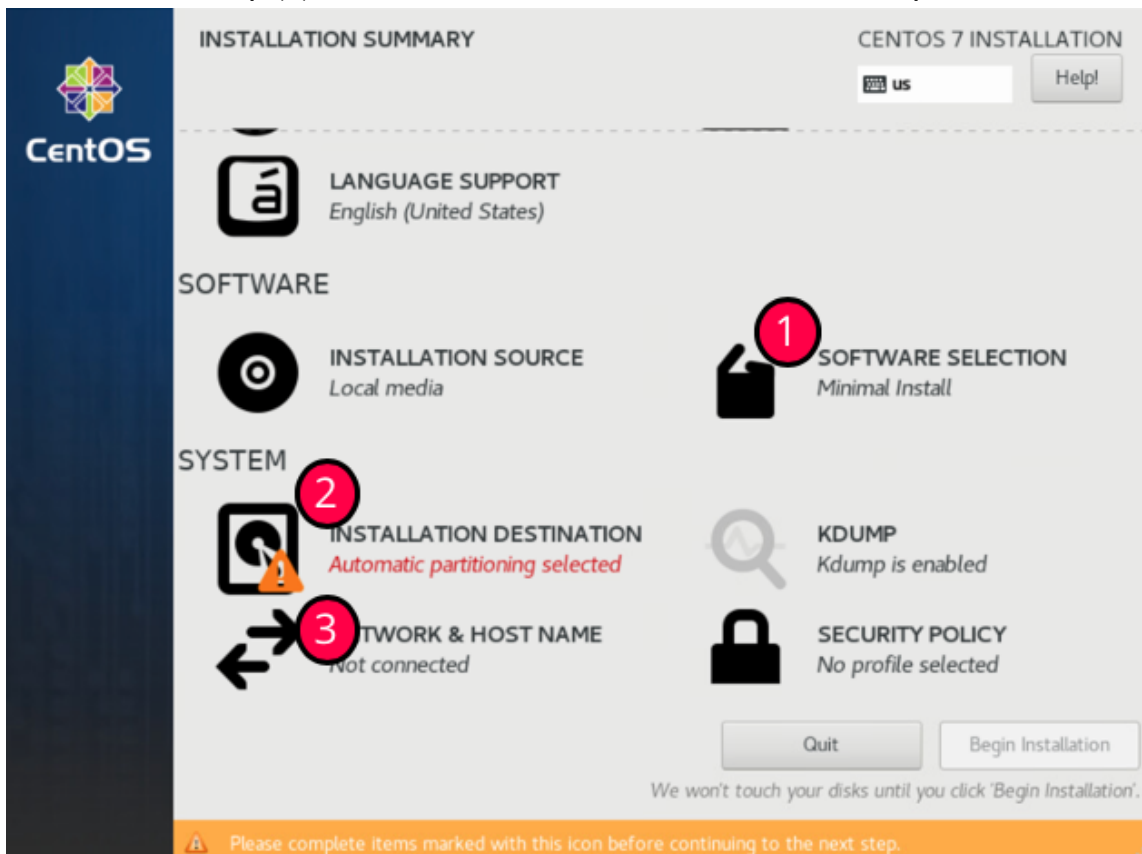 INSTALLATION SUMMARY
CENTOS 7 INSTALLATION
us
Help!
CentOS
á
LANGUAGE SUPPORT
English (United States)
SOFTWARE
INSTALLATION SOURCE
Local media
1
SOFTWARE SELECTION
Minimal Install
SYSTEM
2
INSTALLATION DESTINATION
Automatic partitioning selected
KDUMP
Kdump is enabled
3
TWORK & HOST NAME
Not connected
SECURITY POLICY
No profile selected
Quit
Begin Installation
We won't touch your disks until you click 'Begin Installation'.
Please complete items marked with this icon before continuing to the next step.